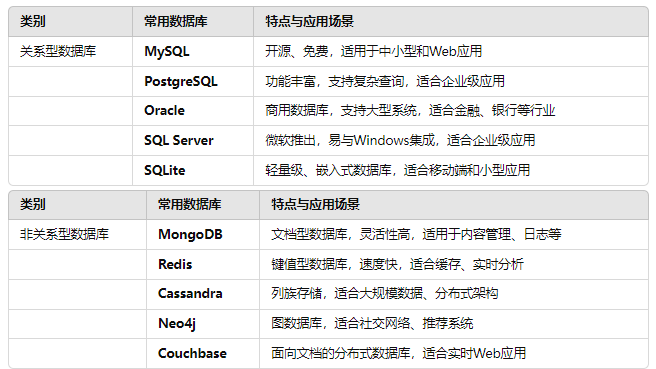 类别 常用数据库 特点与应用场景
关系型数据库 MySQL 开源、免费，适用于中小型和Web应用
PostgreSQL 功能丰富，支持复杂查询，适合企业级应用
Oracle 商用数据库，支持大型系统，适合金融、银行等行业
SQL Server 微软推出，易与Windows集成，适合企业级应用
SQLite 轻量级、嵌入式数据库，适合移动端和小型应用
类别 常用数据库 特点与应用场景
非关系型数据库 MongoDB 文档型数据库，灵活性高，适用于内容管理、日志等
Redis 键值型数据库，速度快，适合缓存、实时分析
Cassandra 列族存储，适合大规模数据、分布式架构
Neo4j 图数据库，适合社交网络、推荐系统
Couchbase 面向文档的分布式数据库，适合实时Web应用